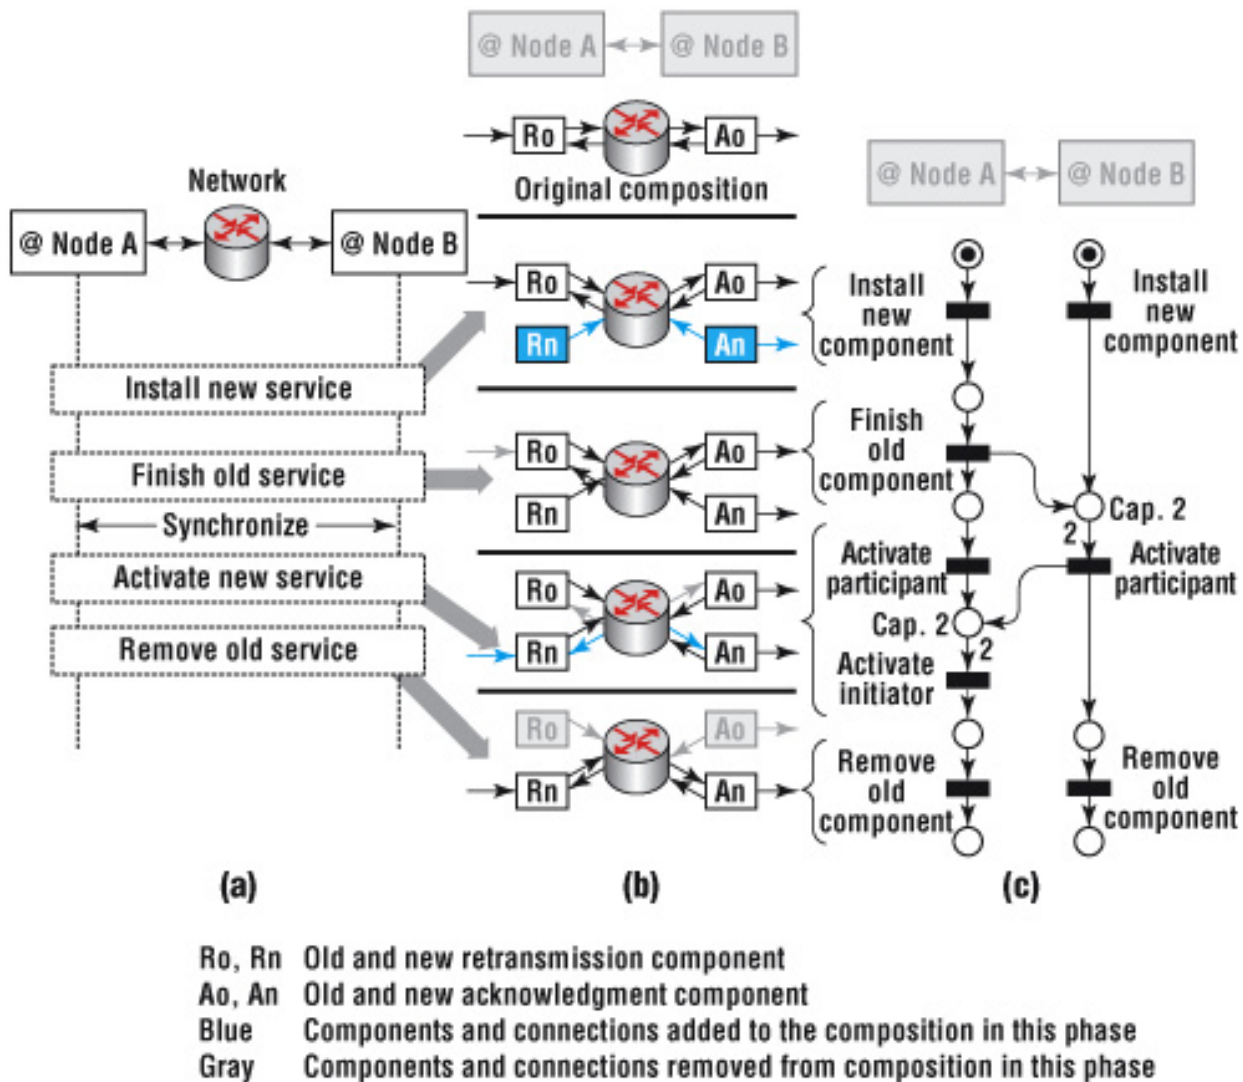 @ Node A
@ Node B
Ro
Ao
Original composition
Network
@ Node A
@ Node B
Install new service
Finish old service
Synchronize
Activate new service
Remove old service
(a)
Ro
Ao
Rn
An
Ro
Ao
Rn
An
Ro
Ao
Rn
An
Ro
Ao
Rn
An
(b)
@ Node A
@ Node B
Install
new
component
Install
new
component
Finish
old
component
Cap. 2
2
Activate
participant
Activate
participant
Cap. 2
2
Activate
initiator
Remove
old
component
Remove
old
component
(c)
Ro, Rn Old and new retransmission component
Ao, An Old and new acknowledgment component
Blue Components and connections added to the composition in this phase
Gray Components and connections removed from composition in this phase